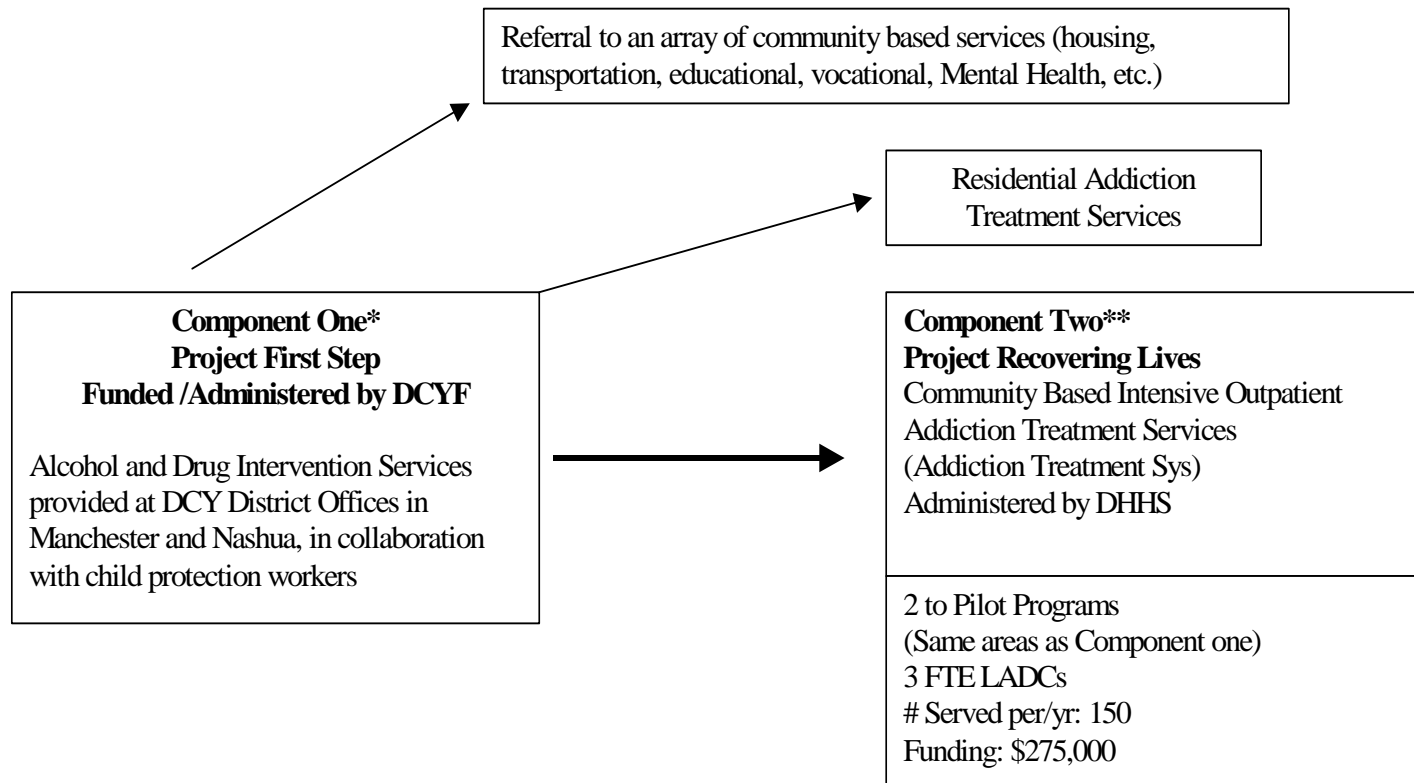 Referral to an array of community based services (housing,
transportation, educational, vocational, Mental Health, etc.)
Residential Addiction
Treatment Services
Component One*
Project First Step
Funded /Administered by DCYF
Alcohol and Drug Intervention Services
provided at DCY District Offices in
Manchester and Nashua, in collaboration
with child protection workers
Component Two**
Project Recovering Lives
Community Based Intensive Outpatient
Addiction Treatment Services
(Addiction Treatment Sys)
Administered by DHHS
2 to Pilot Programs
(Same areas as Component one)
3 FTE LADCs
# Served per/yr: 150
Funding: $275,000